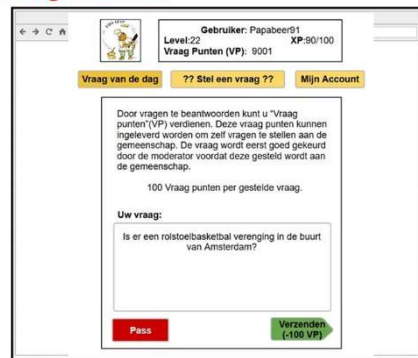 Gebruiker: Papabeer91
Level:22 XP:90/100
Vraag Punten (VP): 9001
Vraag van de dag
?? Stel een vraag ??
Mijn Account
Door vragen te beantwoorden kunt u "Vraag
punten"(VP) verdienen. Deze vraag punten kunnen
ingeleverd worden om zelf vragen te stellen aan de
gemeenschap. De vraag wordt eerst goed gekeurd
door de moderator voordat deze gesteld wordt aan
de gemeenschap.
100 Vraag punten per gestelde vraag.
Uw vraag:
Is er een rolstoelbasketbal verenging in de buurt
van Amsterdam?
Pass
Verzenden
(-100 VP)